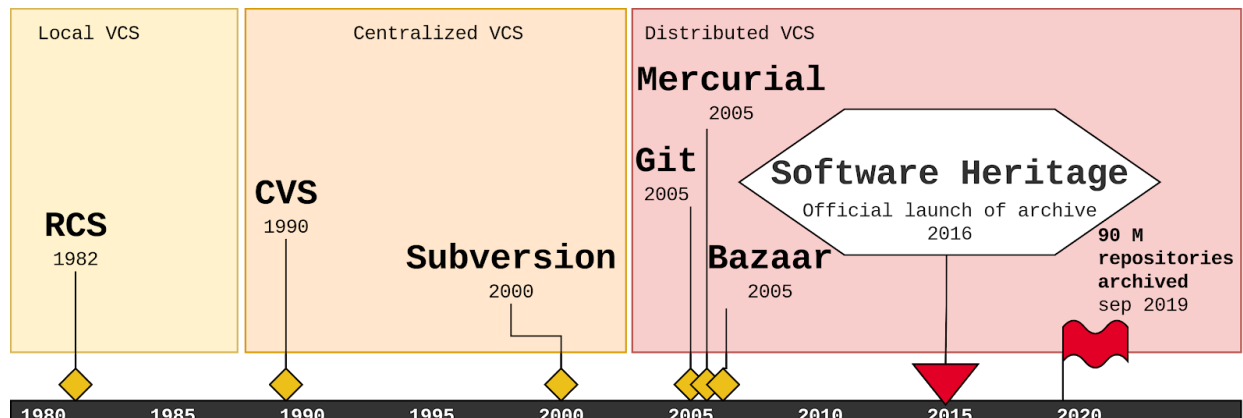 Local VCS
Centralized VCS
Distributed VCS
Mercurial
2005
Git
2005
Software Heritage
Official launch of archive
2016
CVS
1990
RCS
1982
Subversion
2000
Bazaar
2005
90 M
repositories
archived
sep 2019
1980 1985 1990 1995 2000 2005 2010 2015 2020